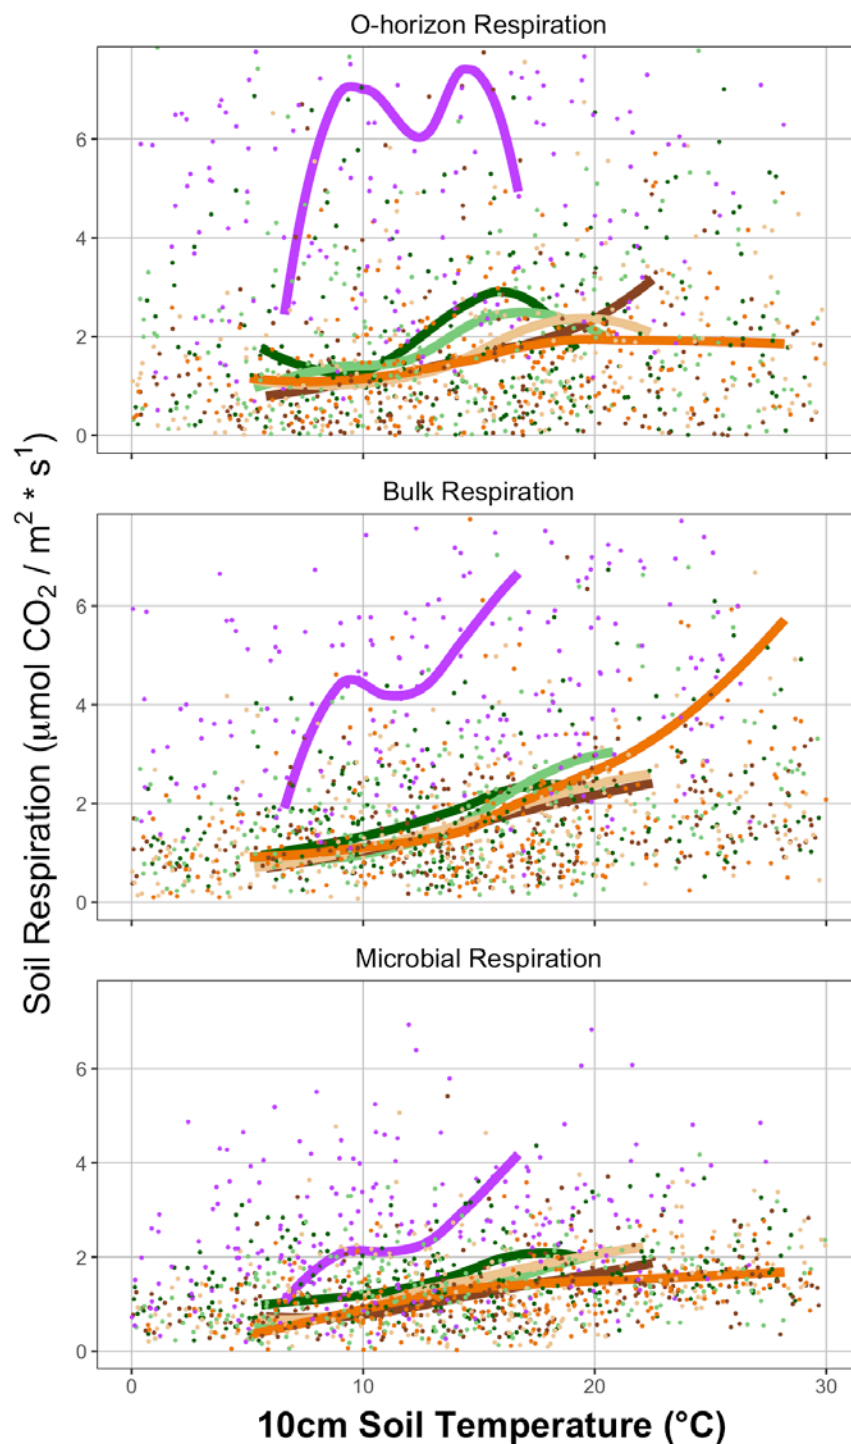 O-horizon Respiration
6
4
2
0
Bulk Respiration
6
4
2
0
Microbial Respiration
6
4
2
0
0 10 20 30
10cm Soil Temperature (°C)
Soil Respiration (μmol CO₂ / m² * s¹)